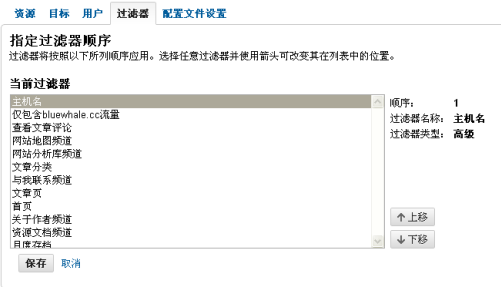 资源 目标 用户 过滤器 配置文件设置
指定过滤器顺序
过滤器将按照以下所列顺序应用。选择任意过滤器并使用箭头可改变其在列表中的位置。
当前过滤器
主机名
仅包含bluewhale.cc流量
查看文章评论
网站地图频道
网站分析库频道
文章分类
与我联系频道
文章页
首页
关于作者频道
资源文档频道
月度存档
顺序： 1
过滤器名称： 主机名
过滤器类型： 高级
上移
下移
保存 取消